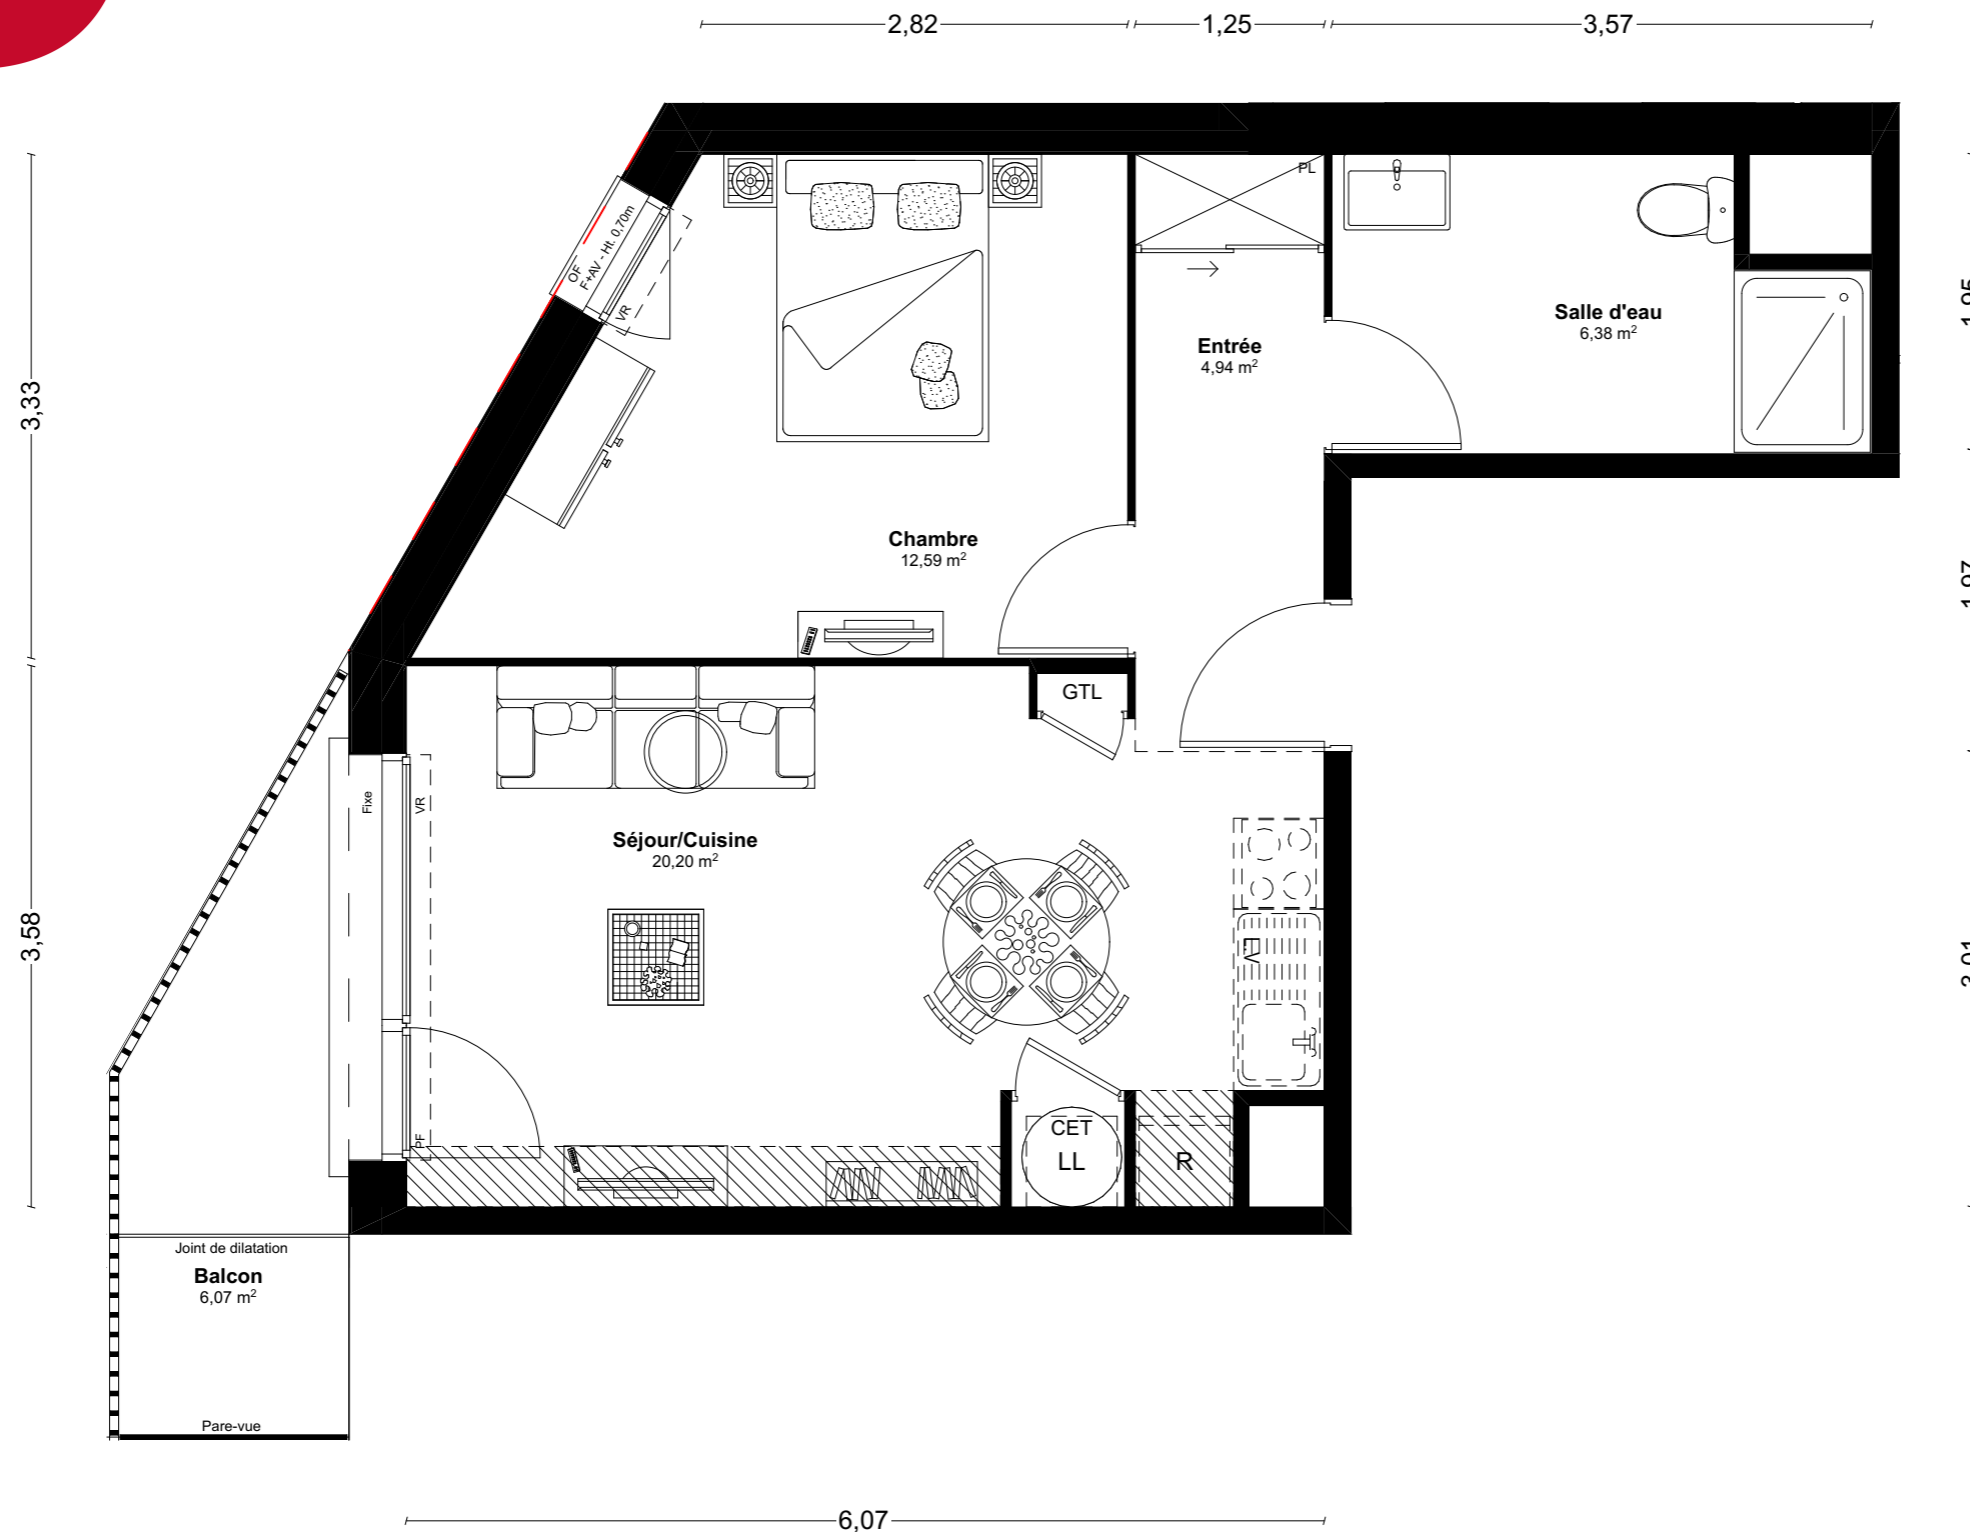 2,82
1,25
3,57
PL
OF
F+AV - Ht. 0,70m
VR
Salle d'eau
6,38 m²
Entrée
4,94 m²
3,33
Chambre
12,59 m²
GTL
Fixe
VR
Séjour/Cuisine
20,20 m²
3,58
EV
PF
CET
LL
R
Joint de dilatation
Balcon
6,07 m²
Pare-vue
6,07